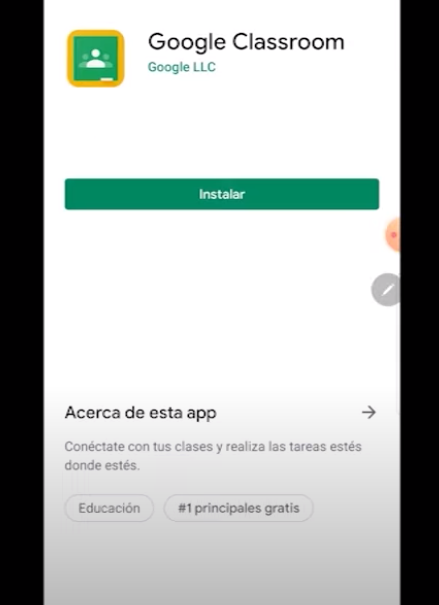 Google Classroom
Google LLC
Instalar
Acerca de esta app
Conéctate con tus clases y realiza las tareas estés
donde estés.
Educación
#1 principales gratis